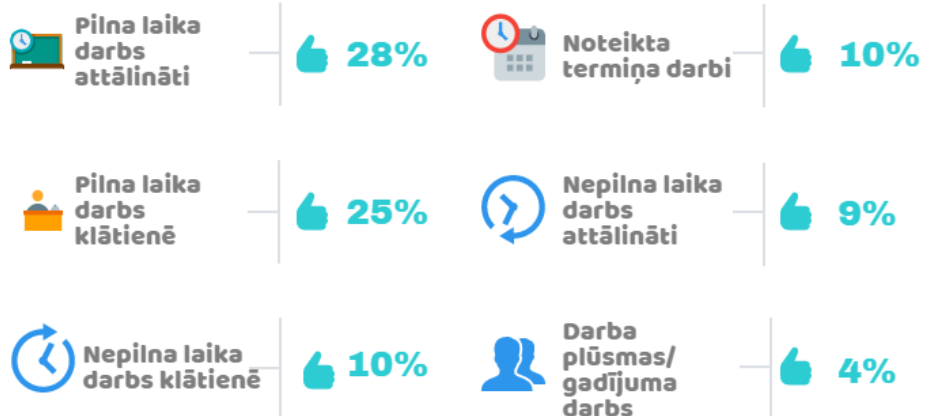 Pilna laika
darbs
attālināti
28%
Noteikta
termiņa darbi
10%
Pilna laika
darbs
klātienē
25%
Nepilna laika
darbs
attālināti
9%
Nepilna laika
darbs klātienē
10%
Darba
plūsmas/
gadījuma
darbs
4%